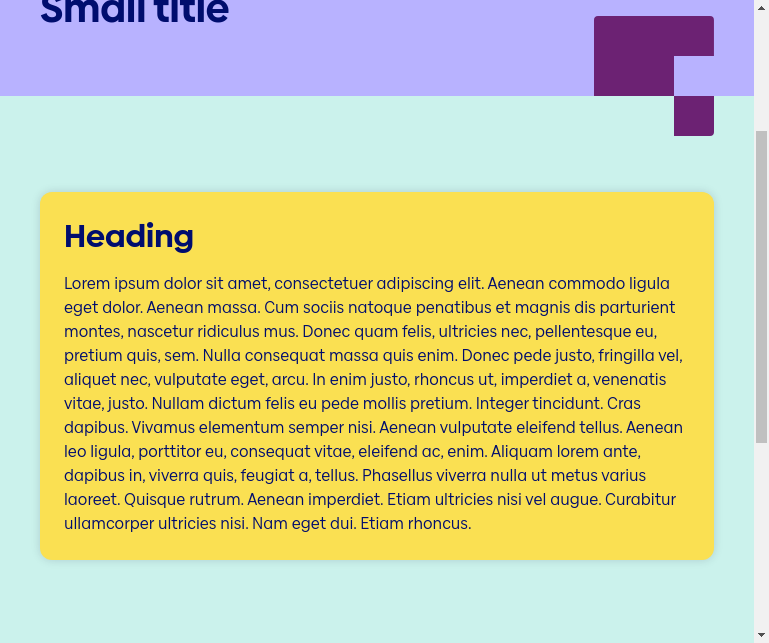 Small title
Heading
Lorem ipsum dolor sit amet, consectetuer adipiscing elit. Aenean commodo ligula
eget dolor. Aenean massa. Cum sociis natoque penatibus et magnis dis parturient
montes, nascetur ridiculus mus. Donec quam felis, ultricies nec, pellentesque eu,
pretium quis, sem. Nulla consequat massa quis enim. Donec pede justo, fringilla vel,
aliquet nec, vulputate eget, arcu. In enim justo, rhoncus ut, imperdiet a, venenatis
vitae, justo. Nullam dictum felis eu pede mollis pretium. Integer tincidunt. Cras
dapibus. Vivamus elementum semper nisi. Aenean vulputate eleifend tellus. Aenean
leo ligula, porttitor eu, consequat vitae, eleifend ac, enim. Aliquam lorem ante,
dapibus in, viverra quis, feugiat a, tellus. Phasellus viverra nulla ut metus varius
laoreet. Quisque rutrum. Aenean imperdiet. Etiam ultricies nisi vel augue. Curabitur
ullamcorper ultricies nisi. Nam eget dui. Etiam rhoncus.